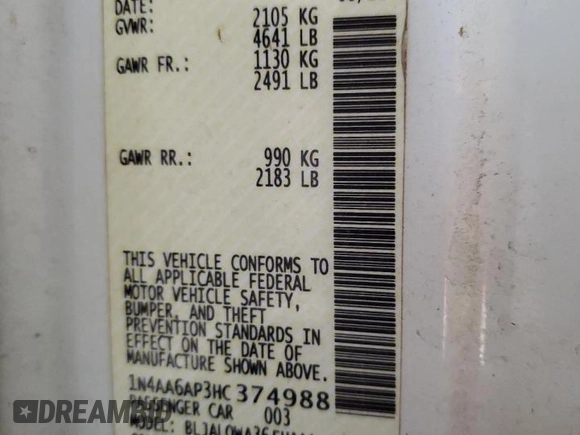 DATE:
GVWR: 2105 KG
4641 LB
GAWR FR.: 1130 KG
2491 LB
GAWR RR.: 990 KG
2183 LB
THIS VEHICLE CONFORMS TO
ALL APPLICABLE FEDERAL
MOTOR VEHICLE SAFETY,
BUMPER, AND THEFT
PREVENTION STANDARDS IN
EFFECT ON THE DATE OF
MANUFACTURE SHOWN ABOVE.
1N4AA6AP3HC374988
PASSENGER CAR 003
MODEL:
DREAMBID